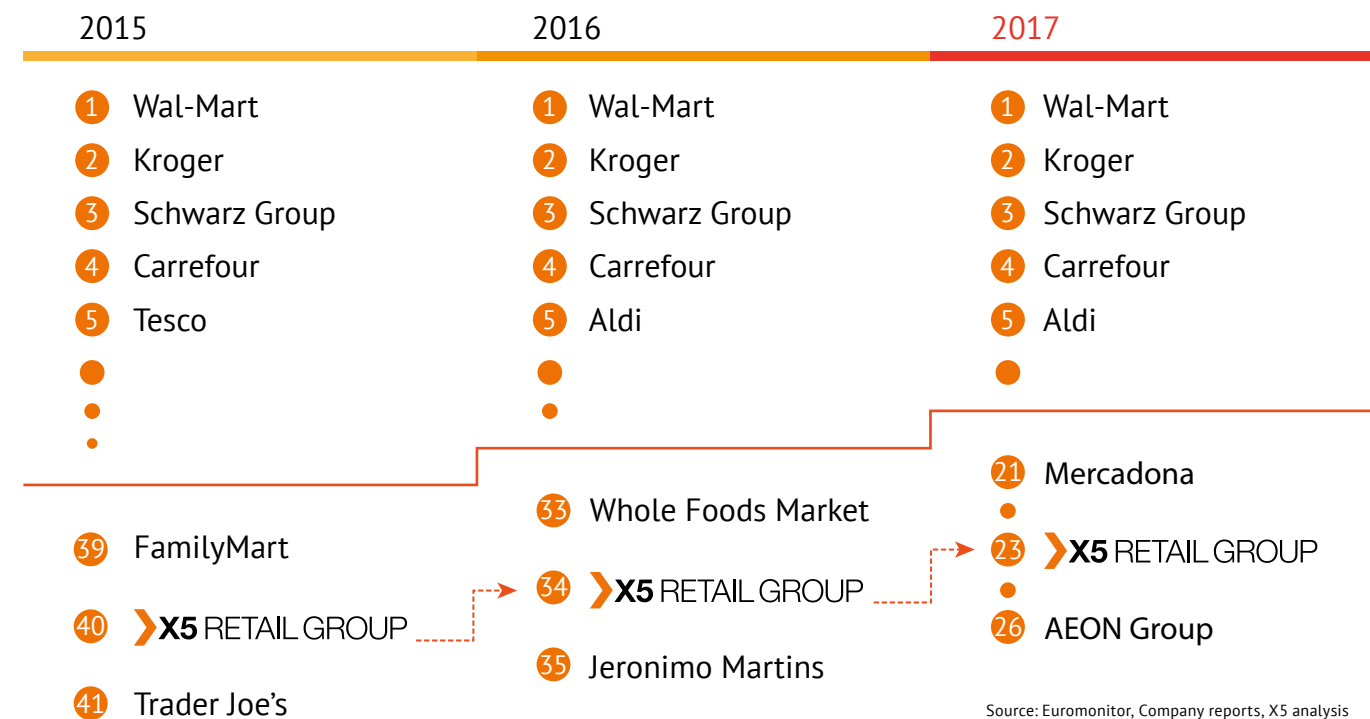 2015
1 Wal-Mart
2 Kroger
3 Schwarz Group
4 Carrefour
5 Tesco
39 FamilyMart
40 X5 RETAIL GROUP
41 Trader Joe's
2016
1 Wal-Mart
2 Kroger
3 Schwarz Group
4 Carrefour
5 Aldi
33 Whole Foods Market
34 X5 RETAIL GROUP
35 Jeronimo Martins
2017
1 Wal-Mart
2 Kroger
3 Schwarz Group
4 Carrefour
5 Aldi
21 Mercadona
23 X5 RETAIL GROUP
26 AEON Group
Source: Euromonitor, Company reports, X5 analysis